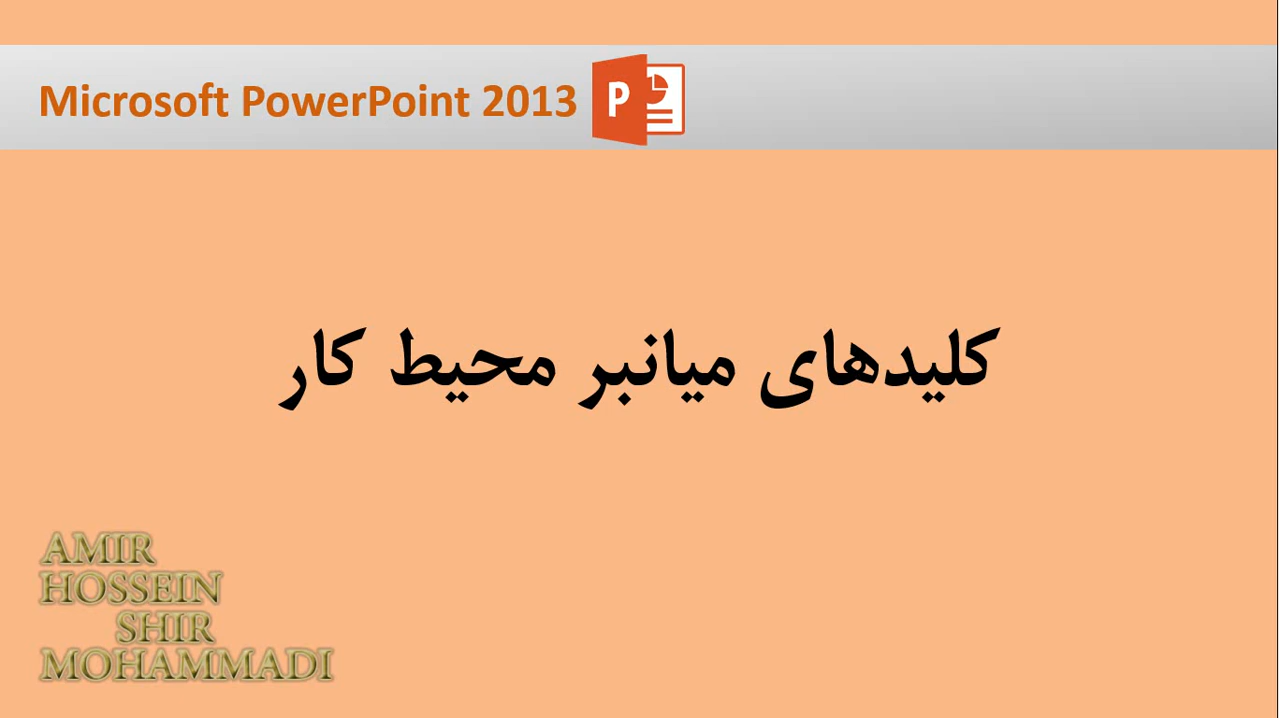 Microsoft PowerPoint 2013
کلیدهای میانبر محیط کار
AMIR
HOSSEIN
SHIR
MOHAMMADI